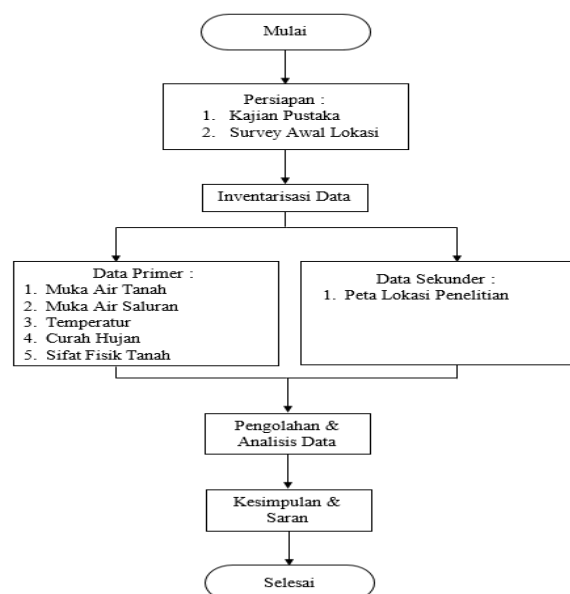 Mulai
Persiapan :
1. Kajian Pustaka
2. Survey Awal Lokasi
Inventarisasi Data
Data Primer :
1. Muka Air Tanah
2. Muka Air Saluran
3. Temperatur
4. Curah Hujan
5. Sifat Fisik Tanah
Data Sekunder :
1. Peta Lokasi Penelitian
Pengolahan &
Analisis Data
Kesimpulan &
Saran
Selesai